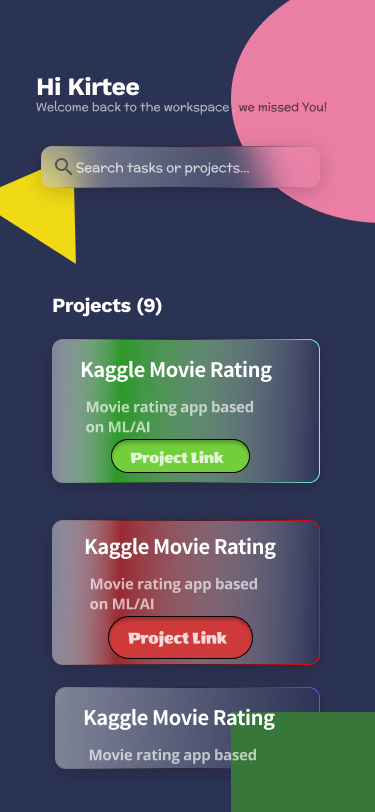 Hi Kirtee
Welcome back to the workspace , we missed You!
Search tasks or projects...
Projects (9)
Kaggle Movie Rating
Movie rating app based
on ML/AI
Project Link
Kaggle Movie Rating
Movie rating app based
on ML/AI
Project Link
Kaggle Movie Rating
Movie rating app based